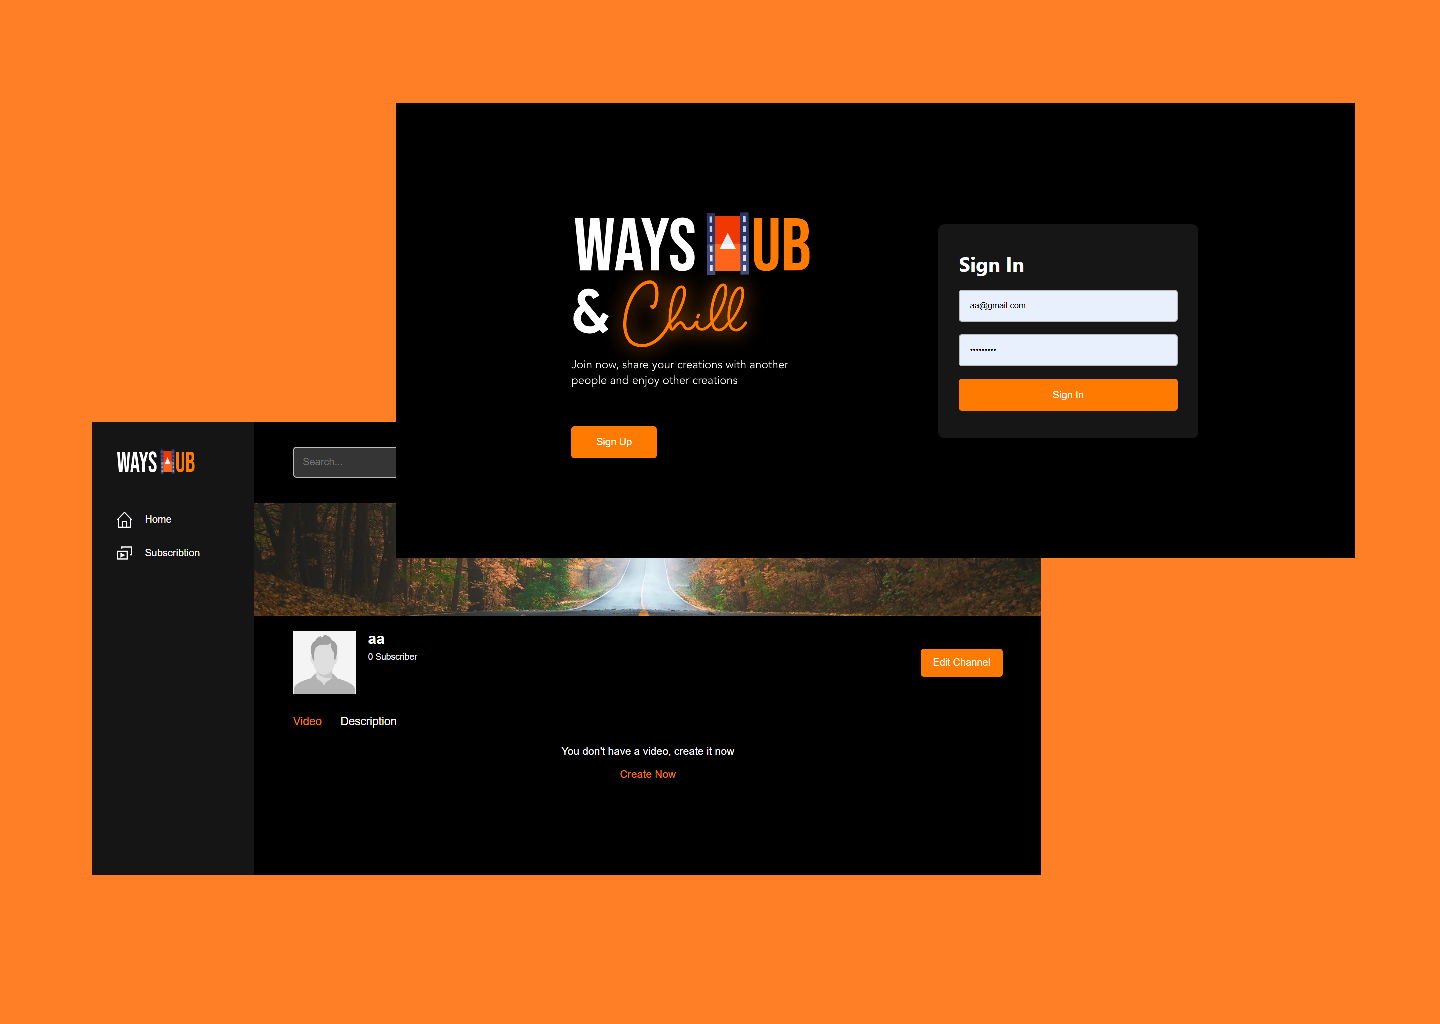 WAYS HUB
& Chill
Join now, share your creations with another
people and enjoy other creations
Sign Up
Sign In
aa@gmail.com
•••••••••
Sign In
WAYS HUB
Home
Subscribtion
Search...
aa
0 Subscriber
Edit Channel
Video Description
You don't have a video, create it now
Create Now